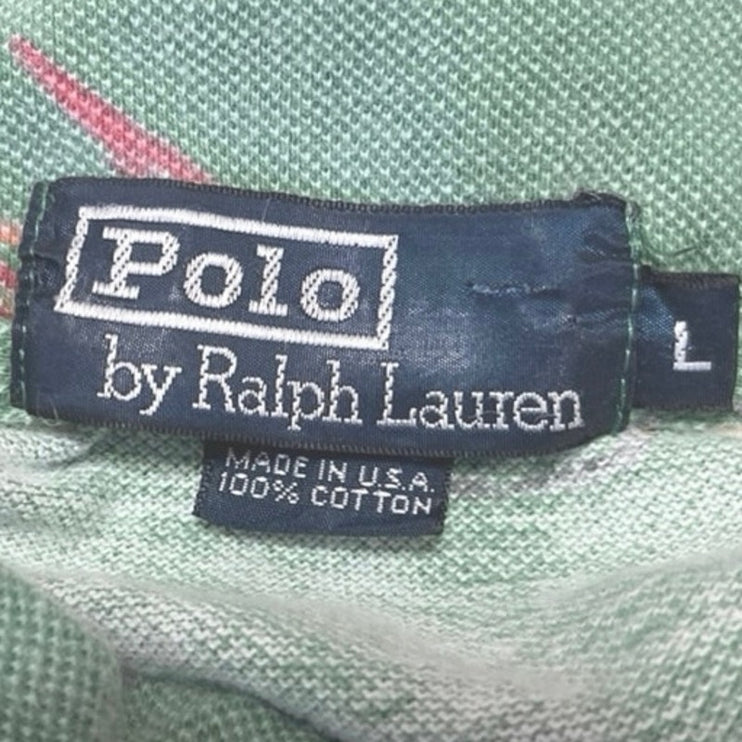 Polo
by Ralph Lauren
L
MADE IN U.S.A.
100% COTTON